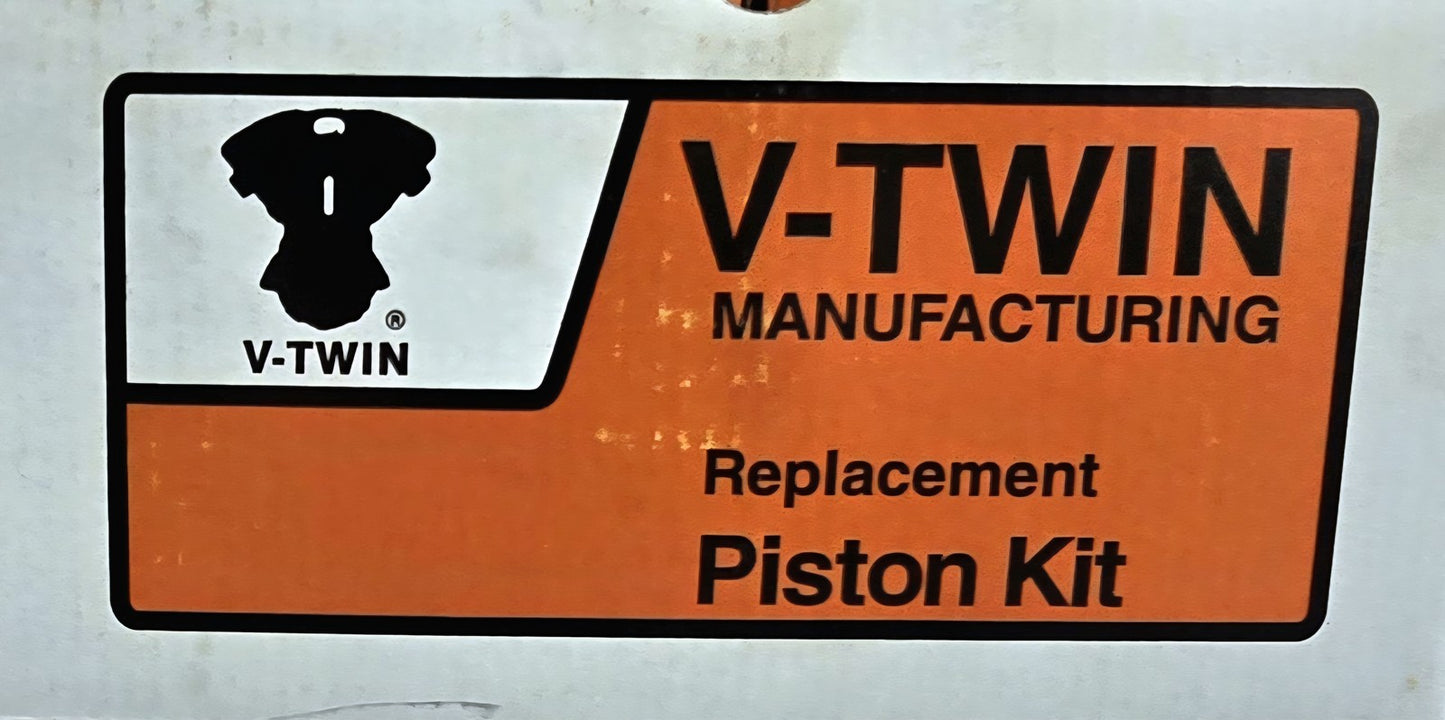 V-TWIN
MANUFACTURING
®
V-TWIN
Replacement
Piston Kit